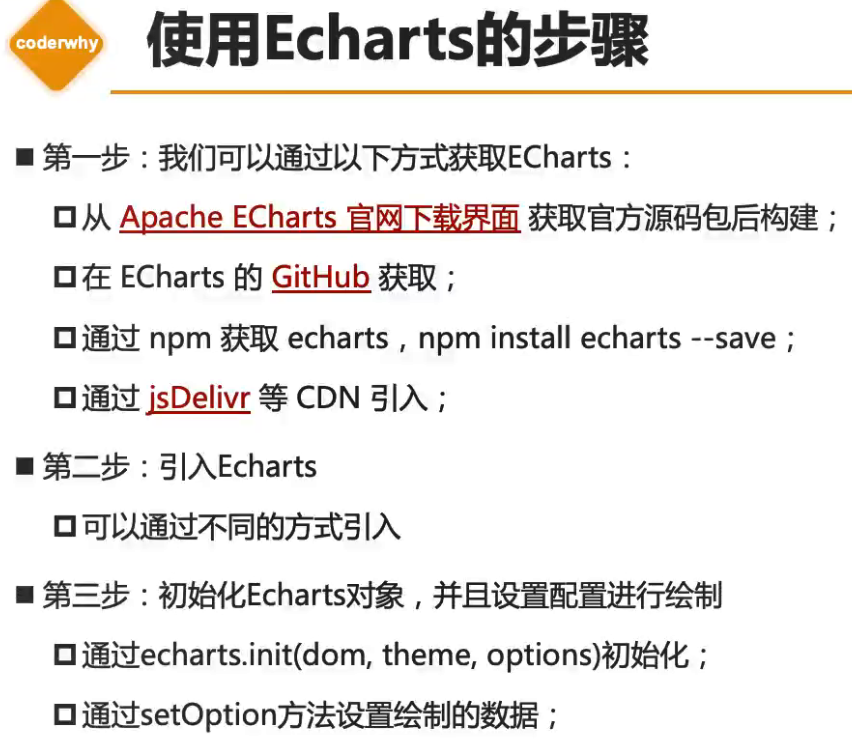 coderwhy
使用Echarts的步骤
■ 第一步：我们可以通过以下方式获取ECharts：
从 Apache ECharts 官网下载界面 获取官方源码包后构建；
在 ECharts 的 GitHub 获取；
通过 npm 获取 echarts，npm install echarts --save；
通过 jsDelivr 等 CDN 引入；
■ 第二步：引入Echarts
可以通过不同的方式引入
■ 第三步：初始化Echarts对象，并且设置配置进行绘制
通过echarts.init(dom, theme, options)初始化；
通过setOption方法设置绘制的数据；